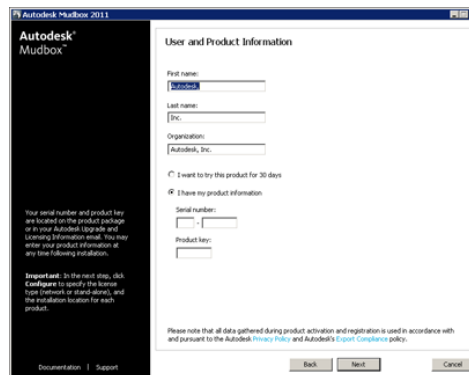 Autodesk Mudbox 2011
Autodesk®
Mudbox™
User and Product Information
First name:
Autodesk,
Last name:
Inc.
Organization:
Autodesk, Inc.
I want to try this product for 30 days
I have my product information
Serial number:
-
Product key:
Your serial number and product key
are located on the product package
or in your Autodesk Upgrade and
Licensing Information email. You may
enter your product information at
any time following installation.
Important: In the next step, click
Configure to specify the license
type (network or stand-alone), and
the installation location for each
product.
Please note that all data gathered during product activation and registration is used in accordance with
and pursuant to the Autodesk Privacy Policy and Autodesk's Export Compliance policy.
Documentation | Support
Back
Next
Cancel